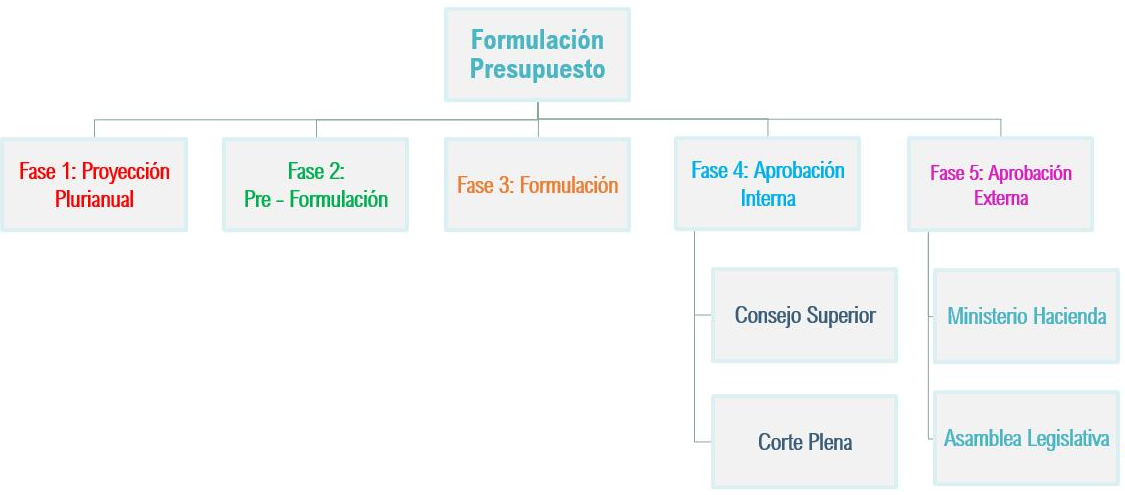 Formulación
Presupuesto
Fase 1: Proyección
Plurianual
Fase 2:
Pre - Formulación
Fase 3: Formulación
Fase 4: Aprobación
Interna
Fase 5: Aprobación
Externa
Consejo Superior
Corte Plena
Ministerio Hacienda
Asamblea Legislativa